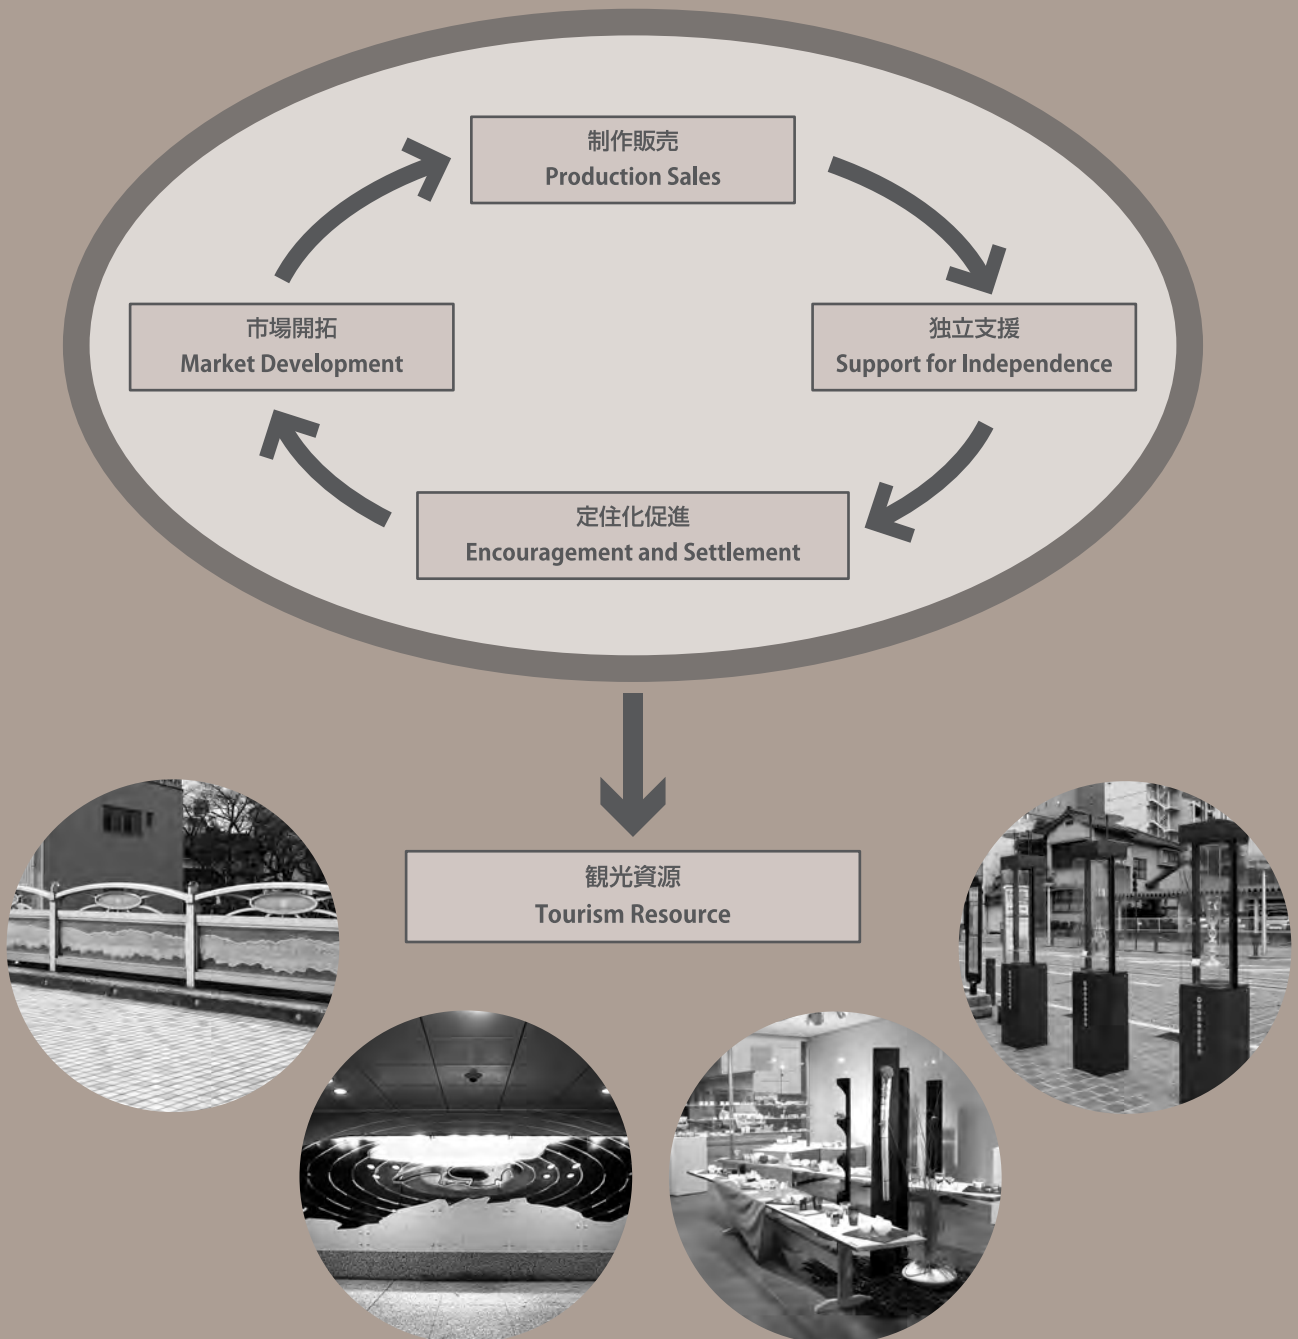 制作販売
Production Sales
市場開拓
Market Development
独立支援
Support for Independence
定住化促進
Encouragement and Settlement
観光資源
Tourism Resource